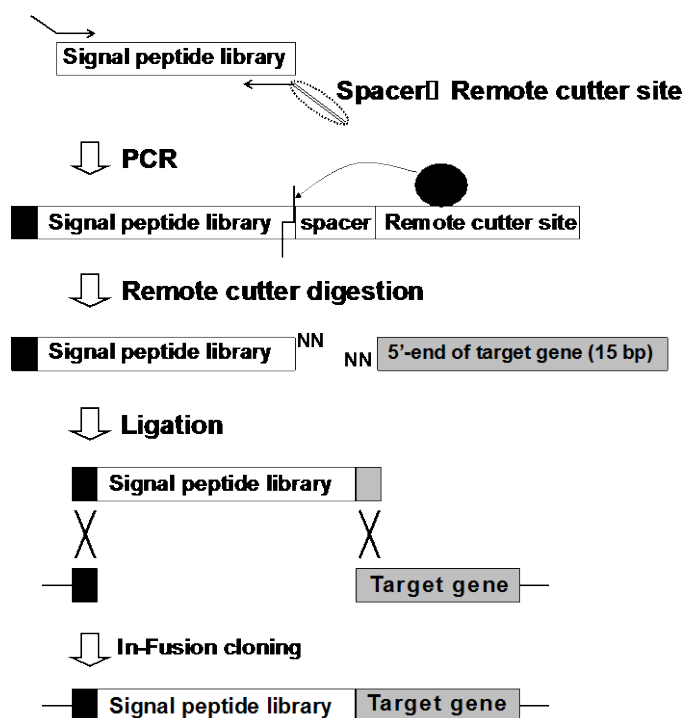 Signal peptide library
Spacer▯ Remote cutter site
PCR
Signal peptide library spacer Remote cutter site
Remote cutter digestion
Signal peptide library NN NN 5'-end of target gene (15 bp)
Ligation
Signal peptide library
Target gene
In-Fusion cloning
Signal peptide library Target gene